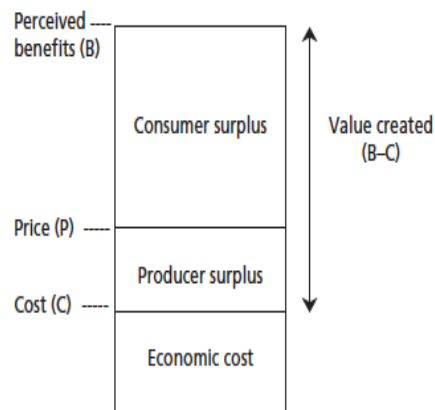 Perceived ----
benefits (B)
Consumer surplus
Value created
(B–C)
Price (P) -----
Producer surplus
Cost (C) -----
Economic cost